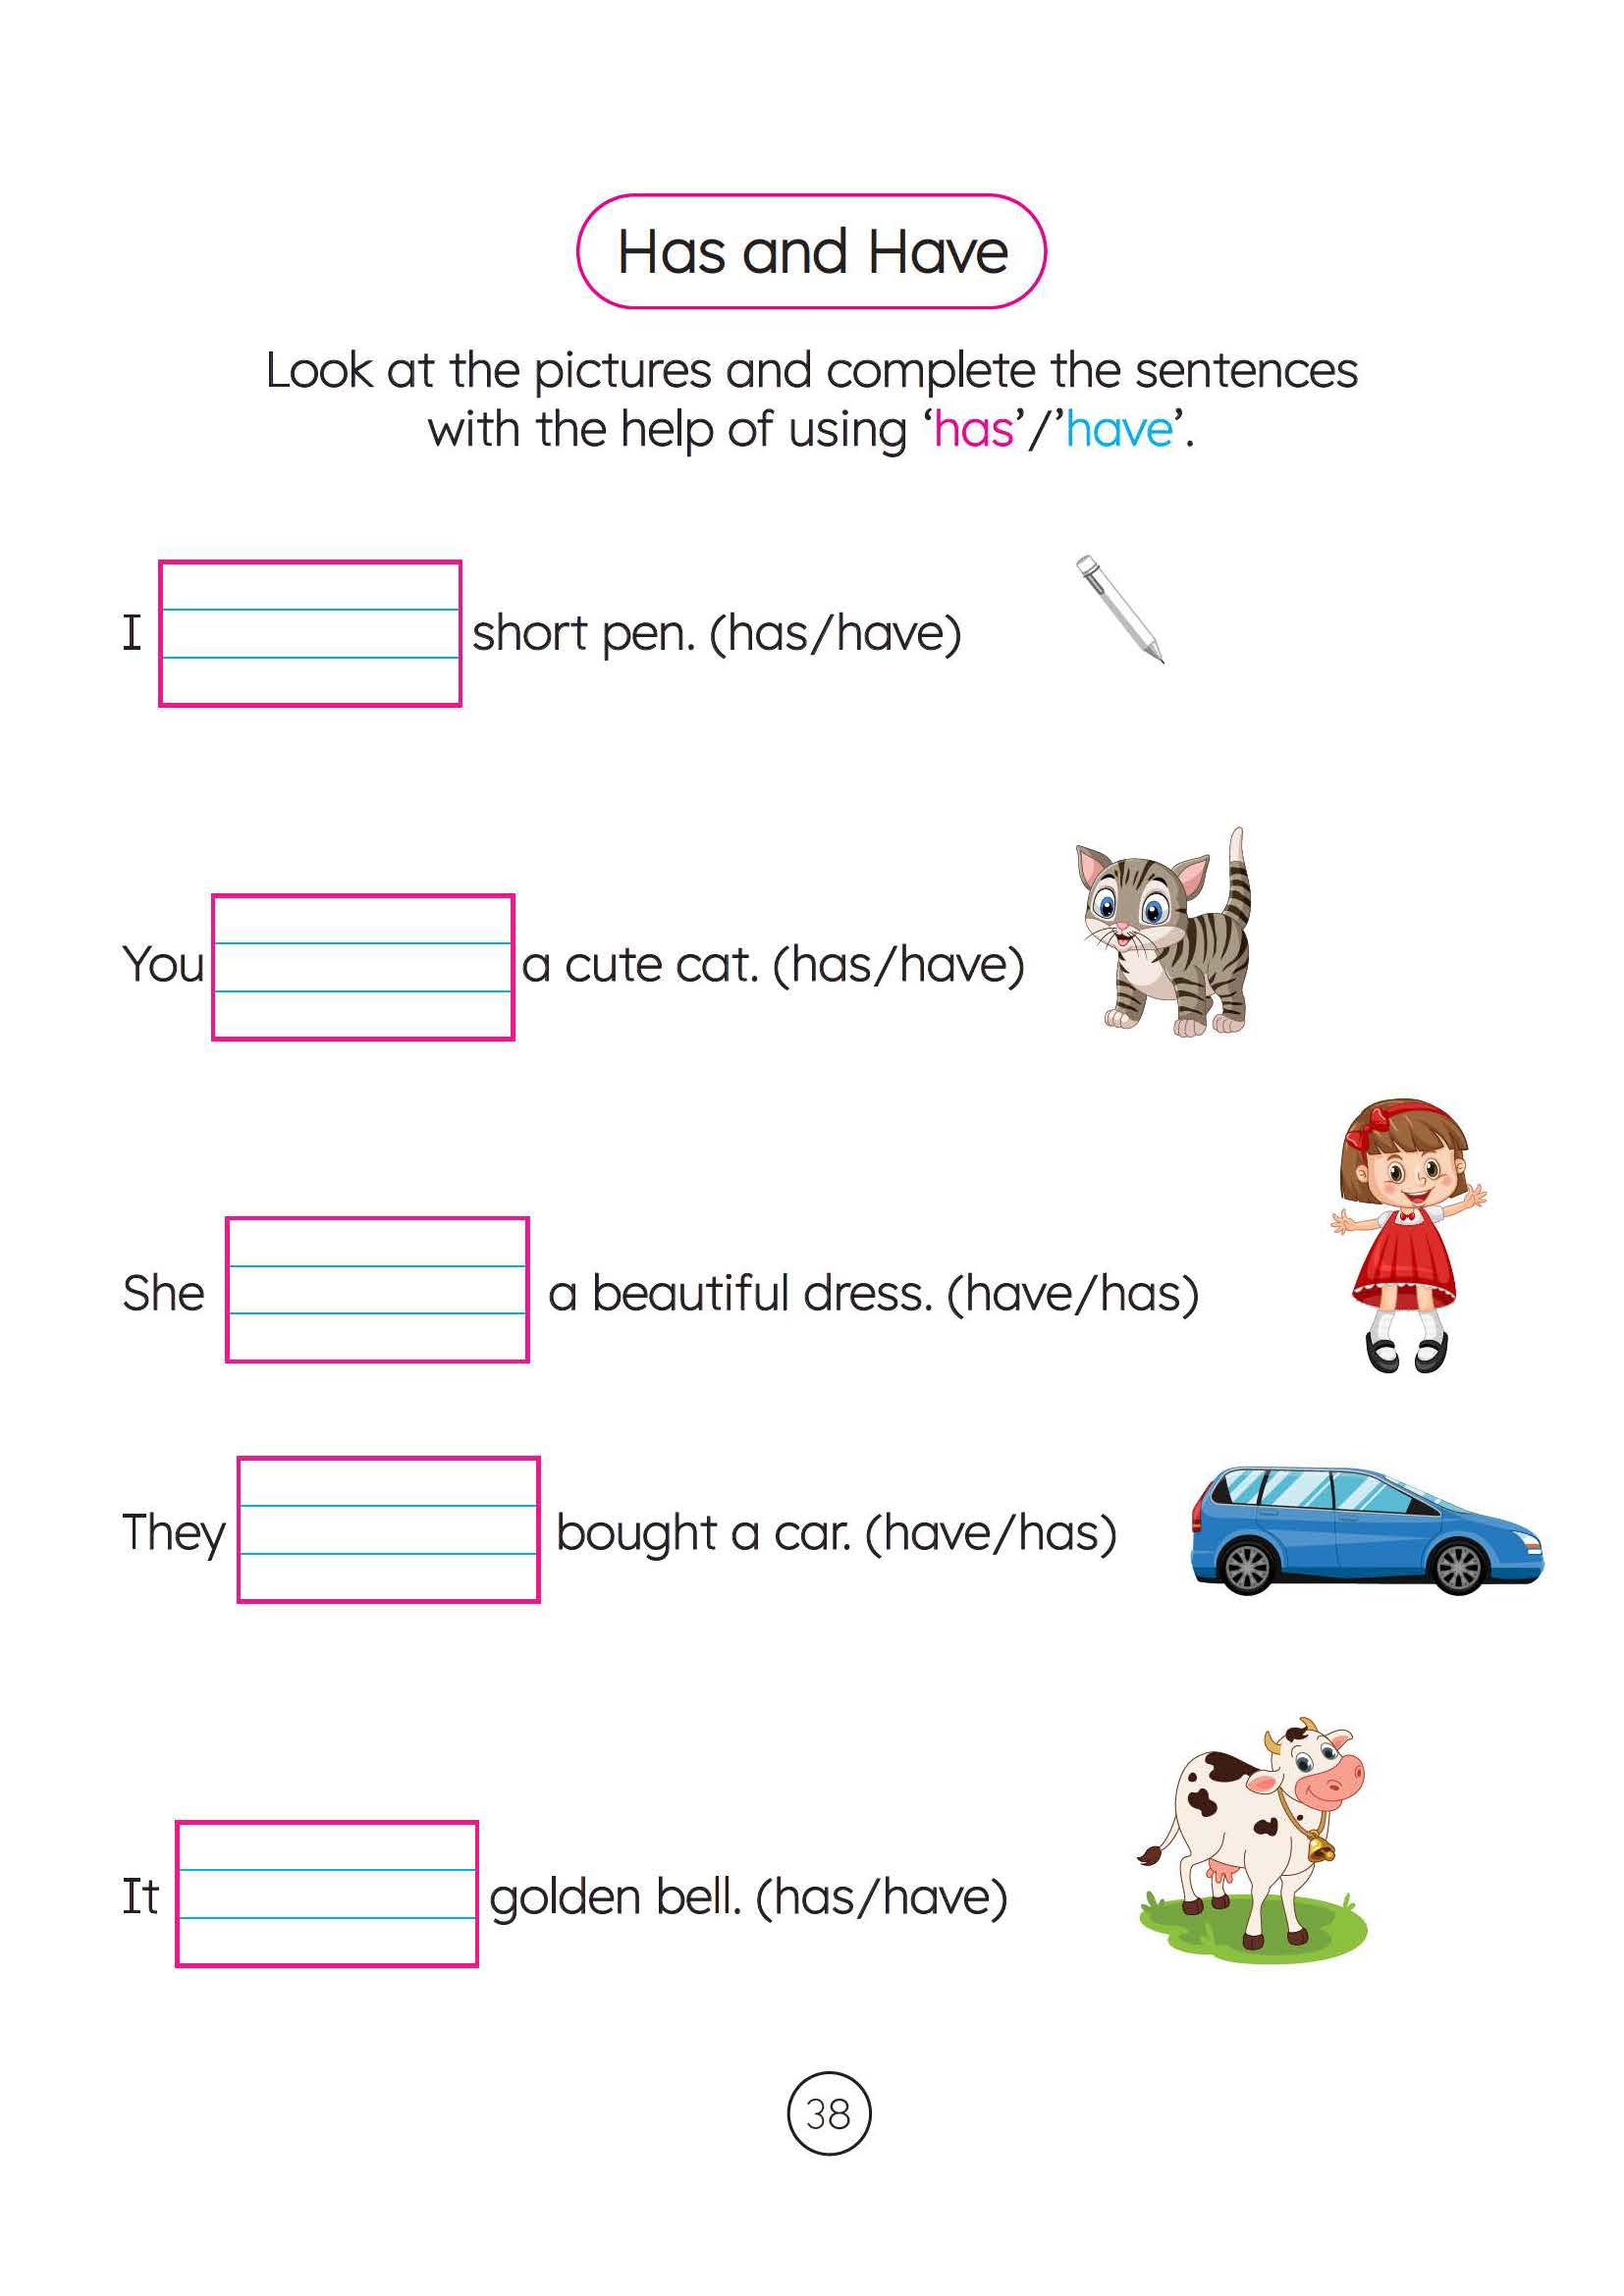 Has and Have
Look at the pictures and complete the sentences
with the help of using ‘has’/’have’.
I short pen. (has/have)
You a cute cat. (has/have)
She a beautiful dress. (have/has)
They bought a car. (have/has)
It golden bell. (has/have)
38